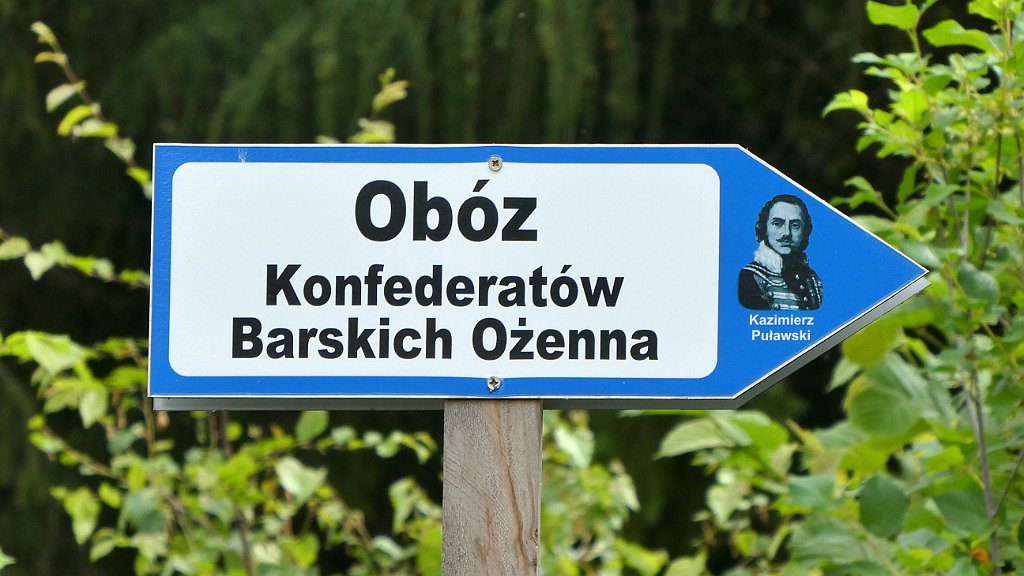 Obóz
Konfederatów
Barskich Ożenna
Kazimierz
Puławski